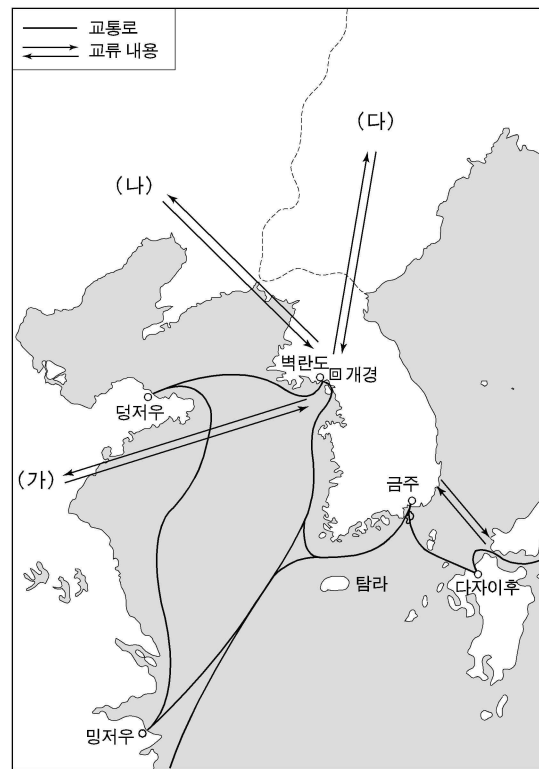 교통로
교류 내용
(다)
(나)
벽란도
개경
덩저우
(가)
금주
탐라
다자이후
밍저우